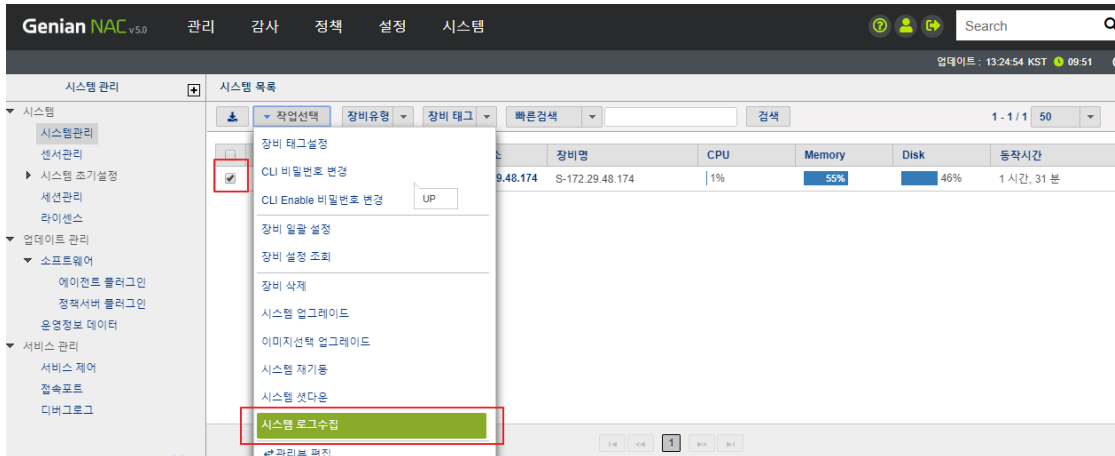 Genian NAC v5.0 관리 감사 정책 설정 시스템 Search
업데이트 : 13:24:54 KST 09:51
시스템 관리
시스템 목록
시스템
시스템관리
센서관리
시스템 초기설정
세션관리
라이센스
업데이트 관리
소프트웨어
에이전트 플러그인
정책서버 플러그인
운영정보 데이터
서비스 관리
서비스 제어
접속포트
디버그로그
작업선택 장비유형 장비 태그 빠른검색 검색 1 - 1 / 1 50
장비명 CPU Memory Disk 동작시간
9.48.174 S-172.29.48.174 1% 55% 46% 1 시간, 31 분
장비 태그설정
CLI 비밀번호 변경
CLI Enable 비밀번호 변경
UP
장비 일괄 설정
장비 설정 조회
장비 삭제
시스템 업그레이드
이미지선택 업그레이드
시스템 재기동
시스템 셧다운
시스템 로그수집
관리뷰 편집
1